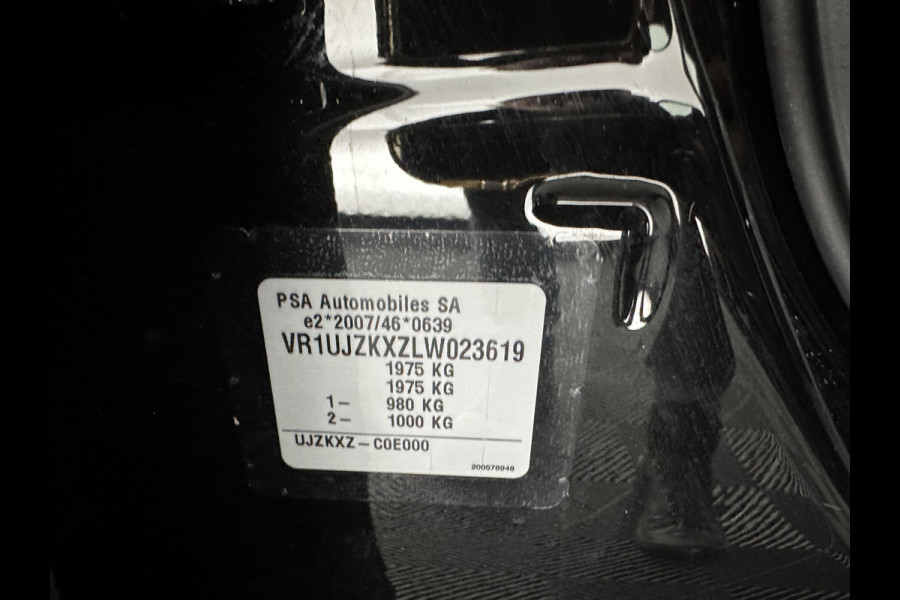 PSA Automobiles SA
e2*2007/46*0639
VR1UJZKXZLW023619
1975 KG
1975 KG
1– 980 KG
2– 1000 KG
UJZKXZ – C0E000
200576948